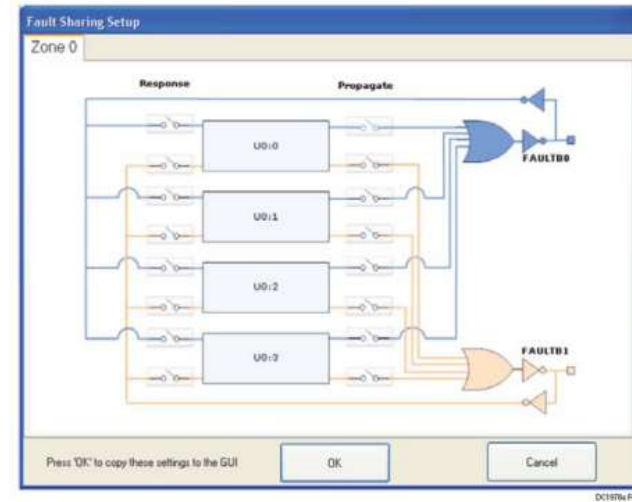 Fault Sharing Setup
Zone 0
Response
Propagate
U0:0
FAULTB0
U0:1
U0:2
U0:3
FAULTB1
Press 'OK' to copy these settings to the GUI
OK
Cancel